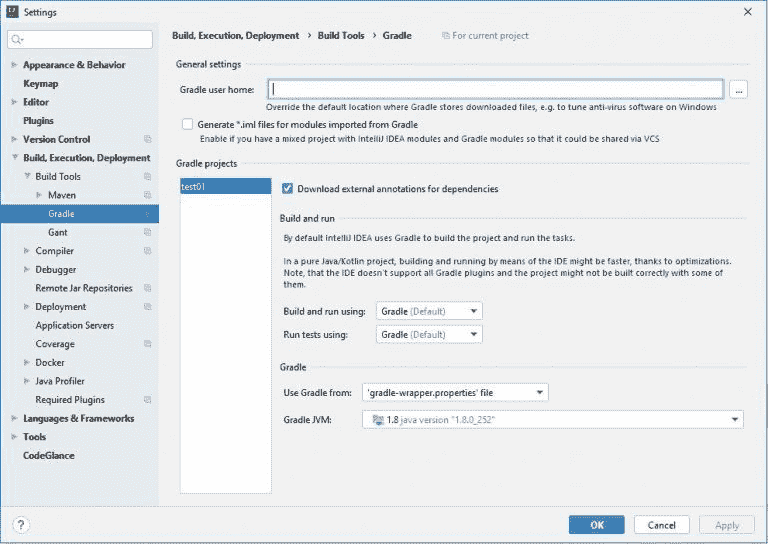 Settings
Build, Execution, Deployment › Build Tools › Gradle For current project
Appearance & Behavior
Keymap
Editor
Plugins
Version Control
Build, Execution, Deployment
Build Tools
Maven
Gradle
Gant
Compiler
Debugger
Remote Jar Repositories
Deployment
Application Servers
Coverage
Docker
Java Profiler
Required Plugins
Languages & Frameworks
Tools
CodeGlance
General settings
Gradle user home:
...
Override the default location where Gradle stores downloaded files, e.g. to tune anti-virus software on Windows
Generate *.iml files for modules imported from Gradle
Enable if you have a mixed project with IntelliJ IDEA modules and Gradle modules so that it could be shared via VCS
Gradle projects
test01
Download external annotations for dependencies
Build and run
By default IntelliJ IDEA uses Gradle to build the project and run the tasks.
In a pure Java/Kotlin project, building and running by means of the IDE might be faster, thanks to optimizations.
Note, that the IDE doesn't support all Gradle plugins and the project might not be built correctly with some of
them.
Build and run using: Gradle (Default)
Run tests using: Gradle (Default)
Gradle
Use Gradle from: 'gradle-wrapper.properties' file
Gradle JVM: 1.8 java version "1.8.0_252"
?
OK Cancel Apply